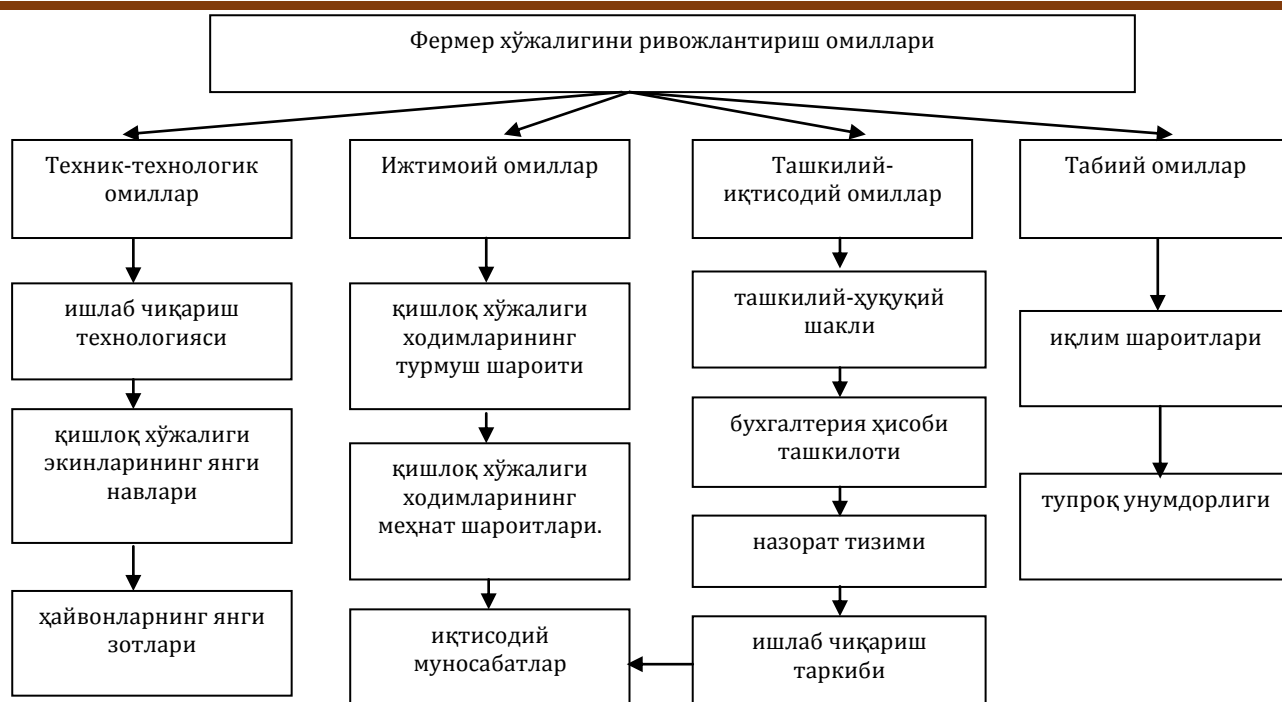 Фермер хўжалигини ривожлантириш омиллари
Техник-технологик
омиллар
Ижтимоий омиллар
Ташкилий-
иқтисодий омиллар
Табиий омиллар
ишлаб чиқариш
технологияси
қишлоқ хўжалиги
экинларининг янги
навлари
ҳайвонларнинг янги
зотлари
қишлоқ хўжалиги
ходимларининг
турмуш шароити
қишлоқ хўжалиги
ходимларининг
меҳнат шароитлари.
иқтисодий
муносабатлар
ташкилий-ҳуқуқий
шакли
бухгалтерия ҳисоби
ташкилоти
назорат тизими
ишлаб чиқариш
таркиби
иқлим шароитлари
тупроқ унумдорлиги